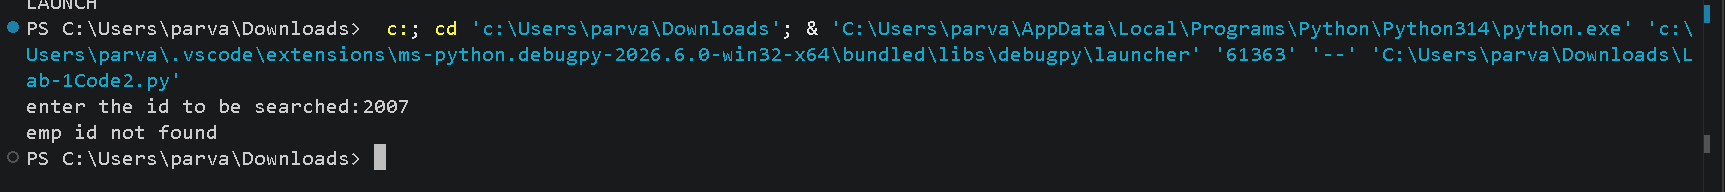 LAUNCH
PS C:\Users\parva\Downloads>  c:; cd 'c:\Users\parva\Downloads'; & 'C:\Users\parva\AppData\Local\Programs\Python\Python314\python.exe' 'c:\
Users\parva\.vscode\extensions\ms-python.debugpy-2026.6.0-win32-x64\bundled\libs\debugpy\launcher' '61363' '--' 'C:\Users\parva\Downloads\L
ab-1Code2.py'
enter the id to be searched:2007
emp id not found
PS C:\Users\parva\Downloads>